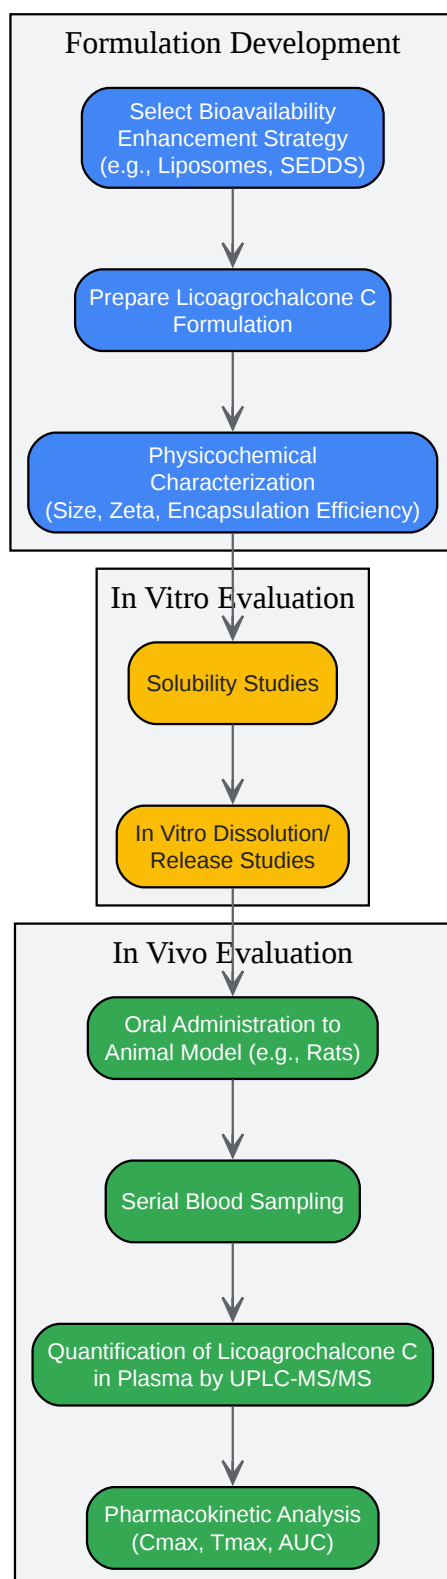 Formulation Development
Select Bioavailability
Enhancement Strategy
(e.g., Liposomes, SEDDS)
Prepare Licoagrochalcone C
Formulation
Physicochemical
Characterization
(Size, Zeta, Encapsulation Efficiency)
In Vitro Evaluation
Solubility Studies
In Vitro Dissolution/
Release Studies
In Vivo Evaluation
Oral Administration to
Animal Model (e.g., Rats)
Serial Blood Sampling
Quantification of Licoagrochalcone C
in Plasma by UPLC-MS/MS
Pharmacokinetic Analysis
(Cmax, Tmax, AUC)